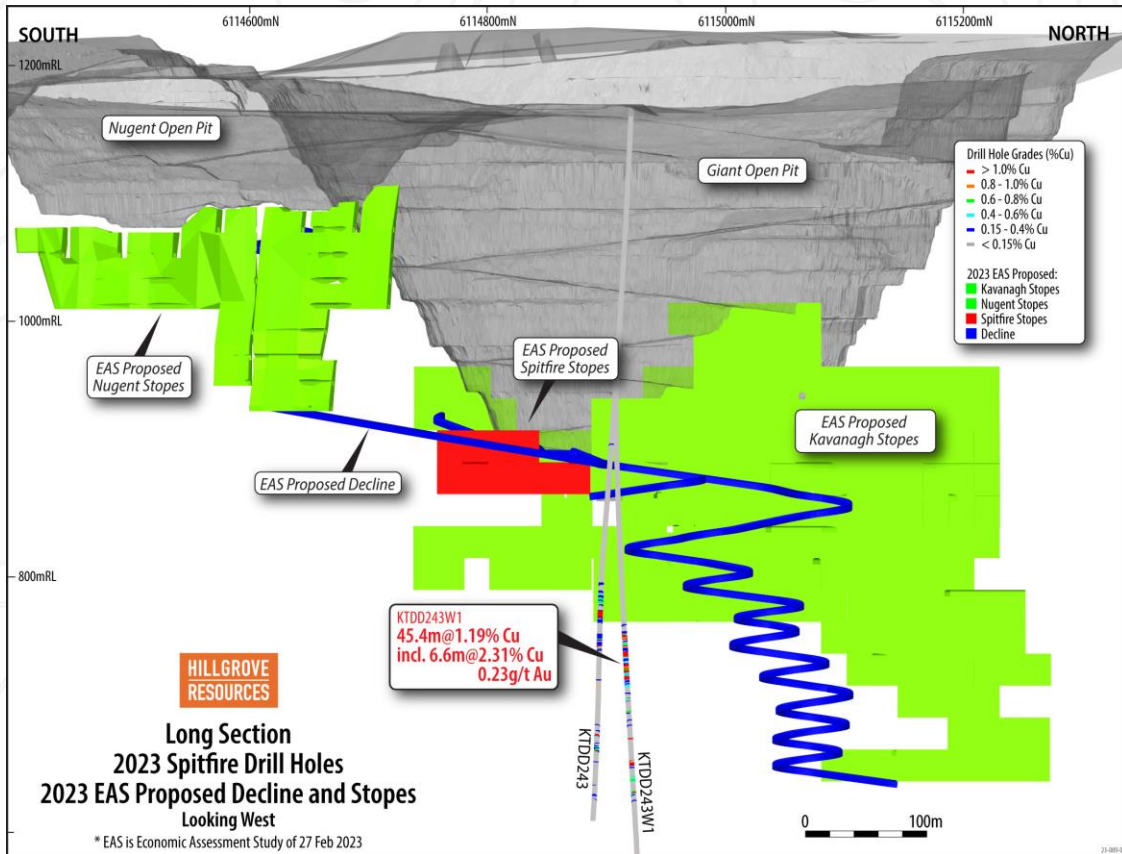 6114600mN
6114800mN
6115000mN
6115200mN
SOUTH
NORTH
1200mRL
Nugent Open Pit
Giant Open Pit
Drill Hole Grades (%Cu)
> 1.0% Cu
0.8 - 1.0% Cu
0.6 - 0.8% Cu
0.4 - 0.6% Cu
0.15 - 0.4% Cu
< 0.15% Cu
2023 EAS Proposed:
Kavanagh Stopes
Nugent Stopes
Spitfire Stopes
Decline
1000mRL
EAS Proposed
Nugent Stopes
EAS Proposed
Spitfire Stopes
EAS Proposed
Kavanagh Stopes
EAS Proposed Decline
800mRL
KTDD243W1
45.4m@1.19% Cu
incl. 6.6m@2.31% Cu
0.23g/t Au
KTDD243
KTDD243W1
HILLGROVE
RESOURCES
Long Section
2023 Spitfire Drill Holes
2023 EAS Proposed Decline and Stopes
Looking West
* EAS is Economic Assessment Study of 27 Feb 2023
0 100m